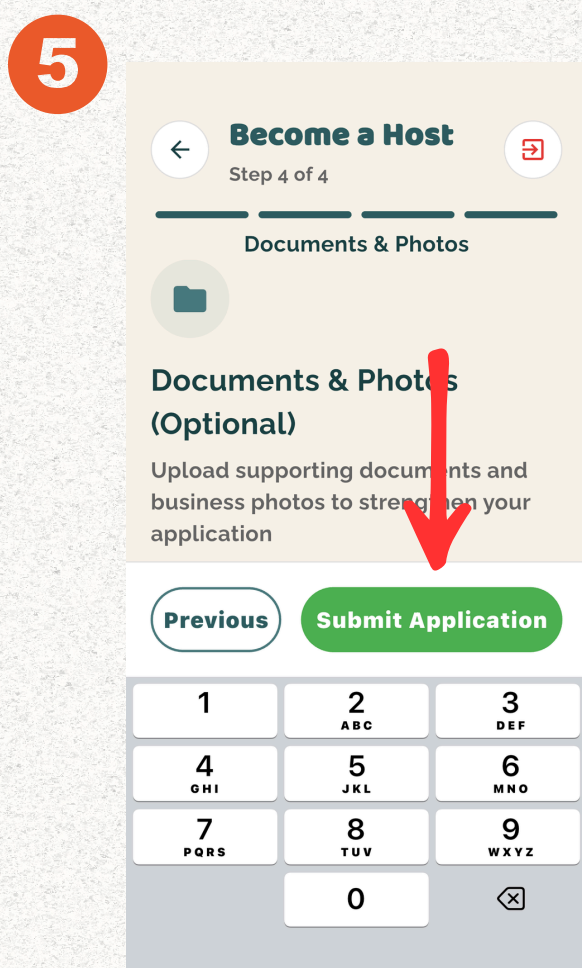 5
Become a Host
Step 4 of 4
Documents & Photos
Documents & Photos
(Optional)
Upload supporting documents and
business photos to strengthen your
application
Previous
Submit Application
1
2
ABC
3
DEF
4
GHI
5
JKL
6
MNO
7
PQRS
8
TUV
9
WXYZ
0